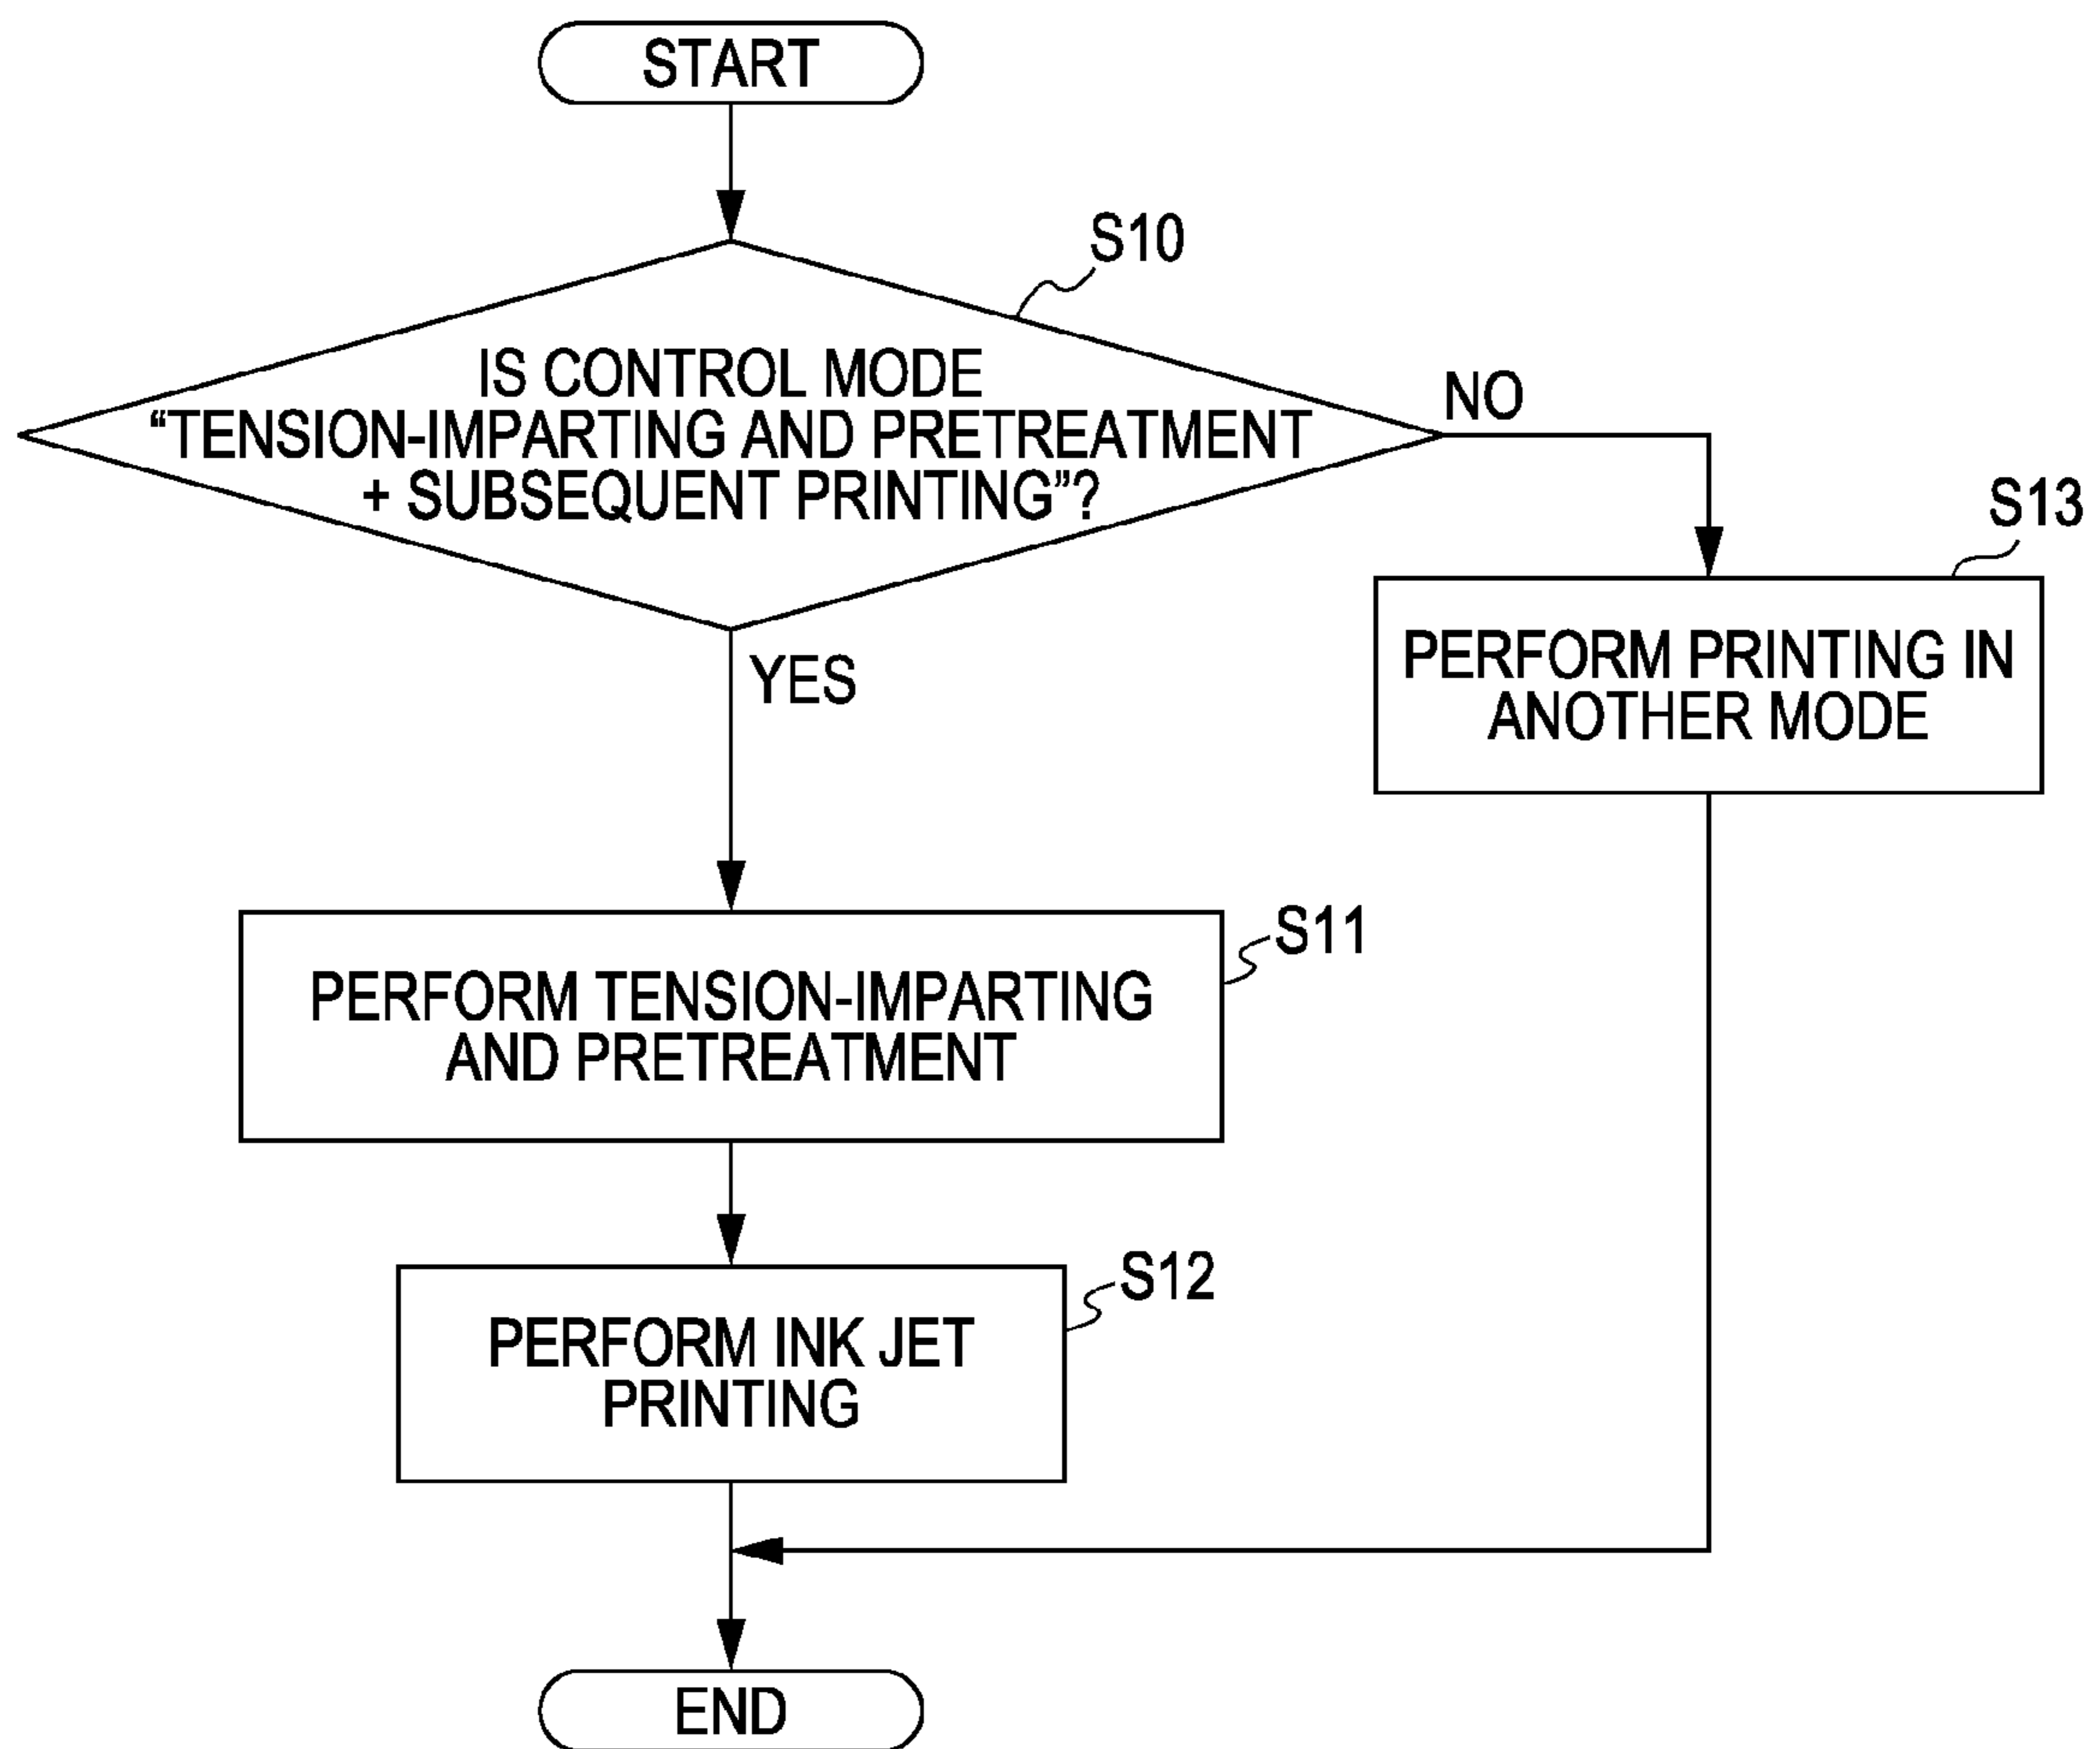 START
S10
IS CONTROL MODE
“TENSION-IMPARTING AND PRETREATMENT
+ SUBSEQUENT PRINTING”?
NO
YES
S13
PERFORM PRINTING IN
ANOTHER MODE
S11
PERFORM TENSION-IMPARTING
AND PRETREATMENT
S12
PERFORM INK JET
PRINTING
END